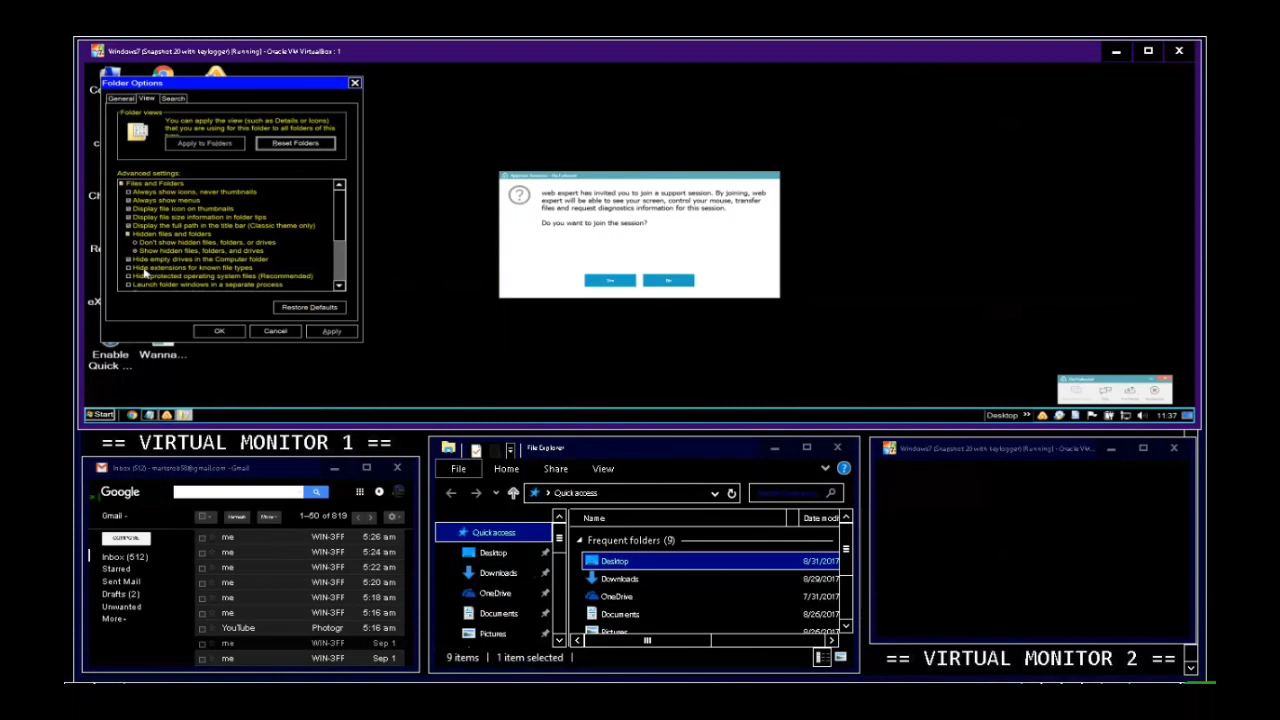 Windows7 (Snapshot 20 with keylogger) [Running] - Oracle VM VirtualBox : 1
Folder Options
General View Search
Folder views
You can apply the view (such as Details or Icons)
that you are using for this folder to all folders of this
type.
Apply to Folders Reset Folders
Advanced settings:
Files and Folders
Always show icons, never thumbnails
Always show menus
Display file icon on thumbnails
Display file size information in folder tips
Display the full path in the title bar (Classic theme only)
Hidden files and folders
Don't show hidden files, folders, or drives
Show hidden files, folders, and drives
Hide empty drives in the Computer folder
Hide extensions for known file types
Hide protected operating system files (Recommended)
Launch folder windows in a separate process
Restore Defaults
OK Cancel Apply
web expert has invited you to join a support session. By joining, web
expert will be able to see your screen, control your mouse, transfer
files and request diagnostics information for this session.
Do you want to join the session?
Yes No
Enable Wanna...
Quick ...
Start
Desktop
11:37
== VIRTUAL MONITOR 1 ==
Google
Gmail
1-50 of 819
COMPOSE
Inbox (512)
Starred
Sent Mail
Drafts (2)
Unwanted
More
me WIN-3FF 5:26 am
me WIN-3FF 5:24 am
me WIN-3FF 5:22 am
me WIN-3FF 5:20 am
me WIN-3FF 5:18 am
me WIN-3FF 5:16 am
YouTube Photogr 5:16 am
me WIN-3FF Sep 1
me WIN-3FF Sep 1
File Explorer
File Home Share View
Quick access
Name Date modi
Quick access
Desktop
Downloads
OneDrive
Documents
Pictures
Frequent folders (9)
Desktop 8/31/2017
Downloads 8/29/2017
OneDrive 7/31/2017
Documents 8/26/2017
Pictures 8/26/2017
9 items 1 item selected
Windows7 (Snapshot 20 with keylogger) [Running] - Oracle VM...
== VIRTUAL MONITOR 2 ==